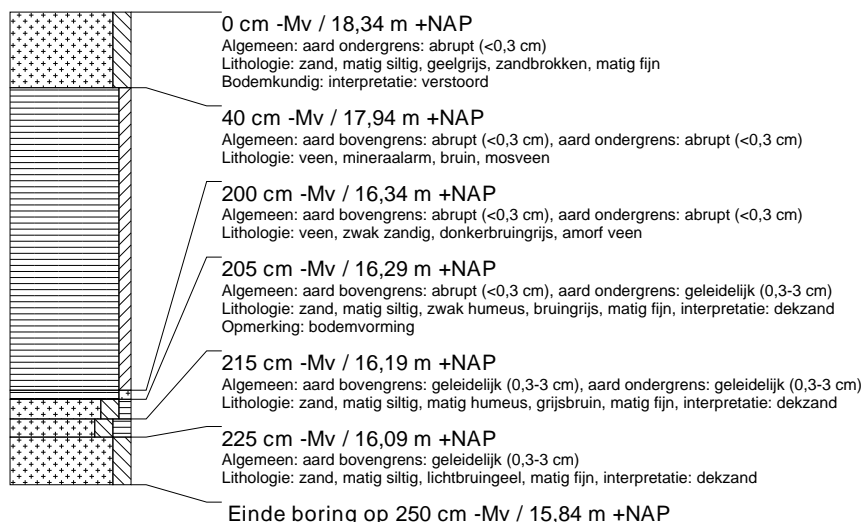 0 cm -Mv / 18,34 m +NAP
Algemeen: aard ondergrens: abrupt (<0,3 cm)
Lithologie: zand, matig siltig, geelgrijs, zandbrokken, matig fijn
Bodemkundig: interpretatie: verstoord
40 cm -Mv / 17,94 m +NAP
Algemeen: aard bovengrens: abrupt (<0,3 cm), aard ondergrens: abrupt (<0,3 cm)
Lithologie: veen, mineraalarm, bruin, mosveen
200 cm -Mv / 16,34 m +NAP
Algemeen: aard bovengrens: abrupt (<0,3 cm), aard ondergrens: abrupt (<0,3 cm)
Lithologie: veen, zwak zandig, donkerbruingrijs, amorf veen
205 cm -Mv / 16,29 m +NAP
Algemeen: aard bovengrens: abrupt (<0,3 cm), aard ondergrens: geleidelijk (0,3-3 cm)
Lithologie: zand, matig siltig, zwak humeus, bruingrijs, matig fijn, interpretatie: dekzand
Opmerking: bodemvorming
215 cm -Mv / 16,19 m +NAP
Algemeen: aard bovengrens: geleidelijk (0,3-3 cm), aard ondergrens: geleidelijk (0,3-3 cm)
Lithologie: zand, matig siltig, matig humeus, grijsbruin, matig fijn, interpretatie: dekzand
225 cm -Mv / 16,09 m +NAP
Algemeen: aard bovengrens: geleidelijk (0,3-3 cm)
Lithologie: zand, matig siltig, lichtbruingeel, matig fijn, interpretatie: dekzand
Einde boring op 250 cm -Mv / 15,84 m +NAP